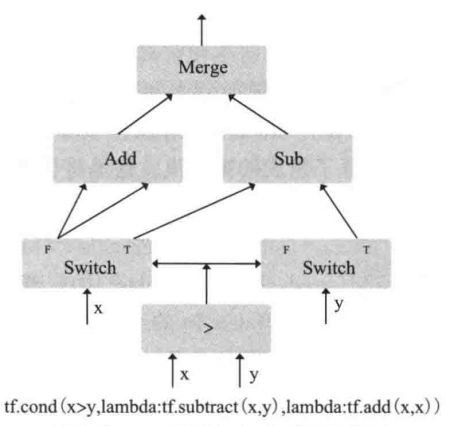 Merge
Add Sub
F T F T
Switch Switch
x y
>
x y
tf.cond(x>y,lambda:tf.subtract(x,y),lambda:tf.add(x,x))